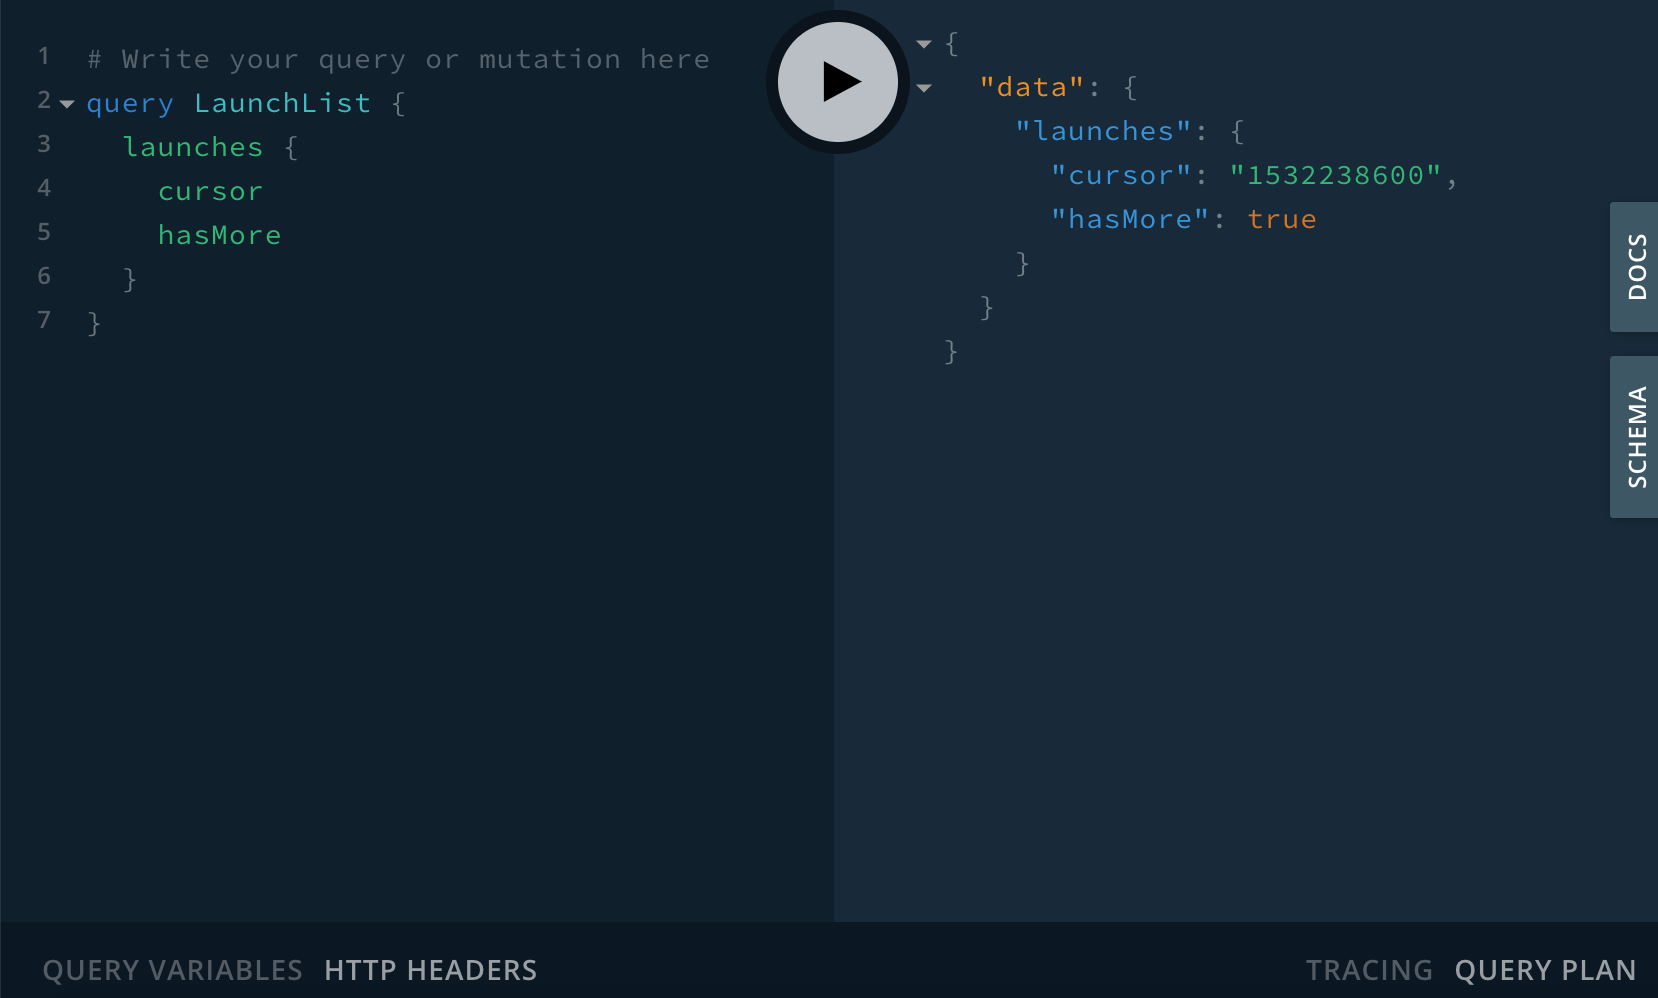 1 # Write your query or mutation here
2 query LaunchList {
3 launches {
4 cursor
5 hasMore
6 }
7 }
{
"data": {
"launches": {
"cursor": "1532238600",
"hasMore": true
}
}
}
DOCS
SCHEMA
QUERY VARIABLES HTTP HEADERS
TRACING QUERY PLAN